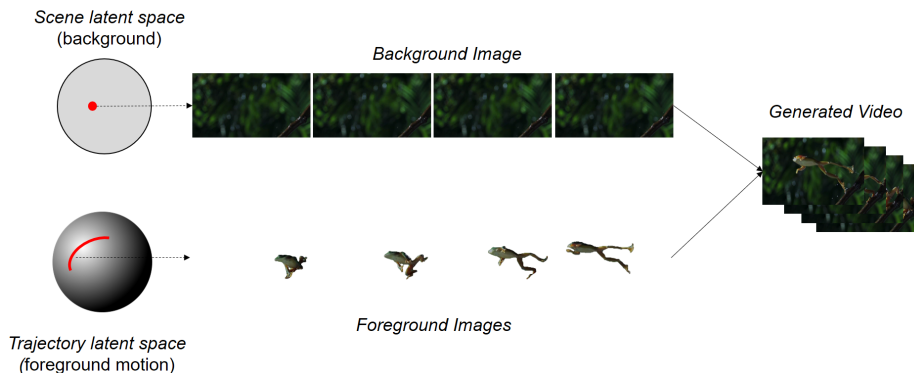 Scene latent space
(background)
Background Image
Generated Video
Foreground Images
Trajectory latent space
(foreground motion)